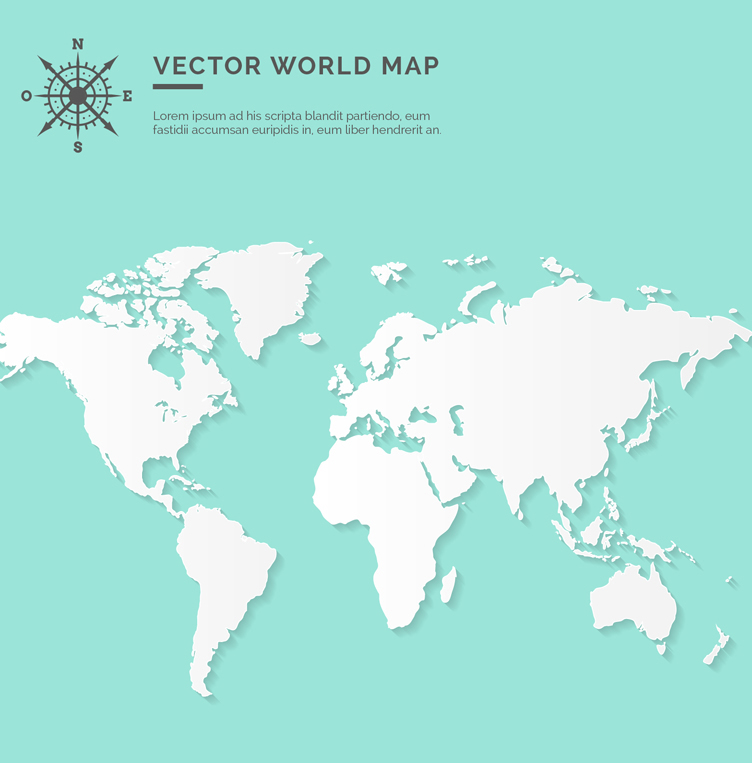 N
O E
S
VECTOR WORLD MAP
Lorem ipsum ad his scripta blandit partiendo, eum
fastidii accumsan euripidis in, eum liber hendrerit an.